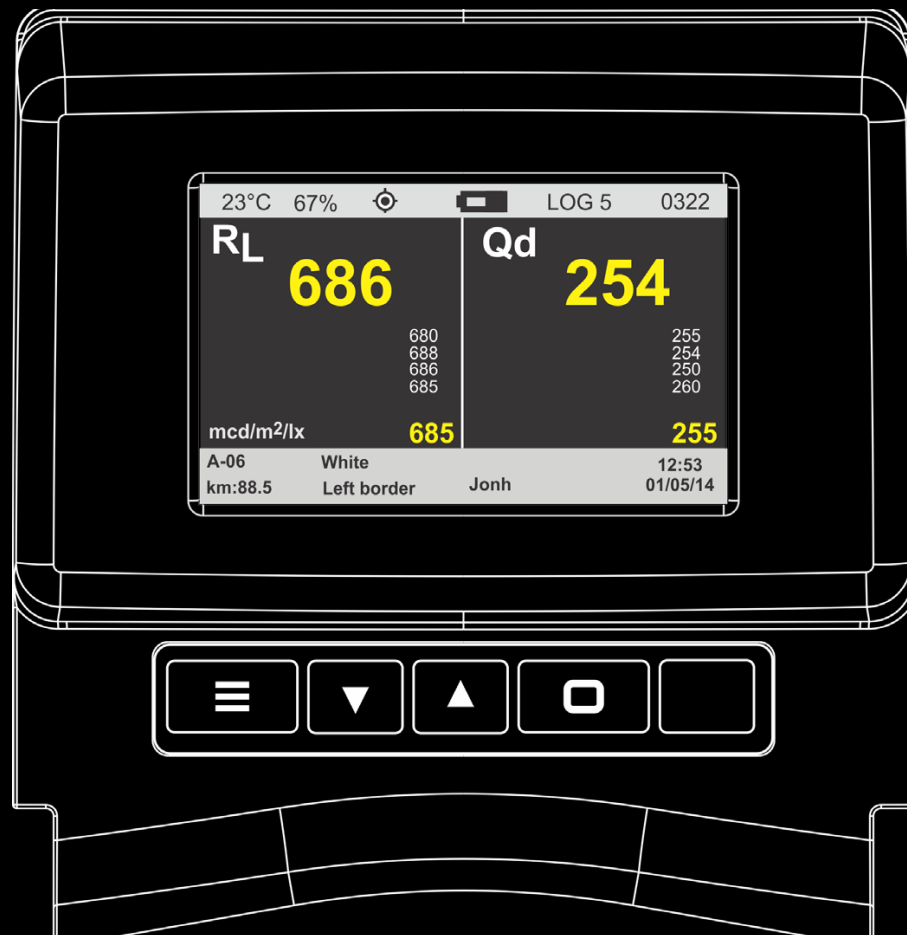 23°C 67% LOG 5 0322
RL Qd
686 254
680 255
688 254
686 250
685 260
mcd/m²/lx 685 255
A-06 White 12:53
km:88.5 Left border Jonh 01/05/14